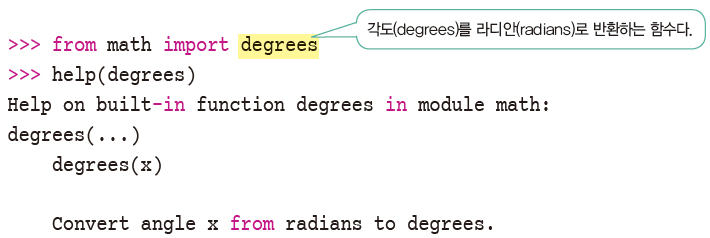 각도(degrees)를 라디안(radians)로 반환하는 함수다.
>>> from math import degrees
>>> help(degrees)
Help on built-in function degrees in module math:
degrees(...)
    degrees(x)

    Convert angle x from radians to degrees.